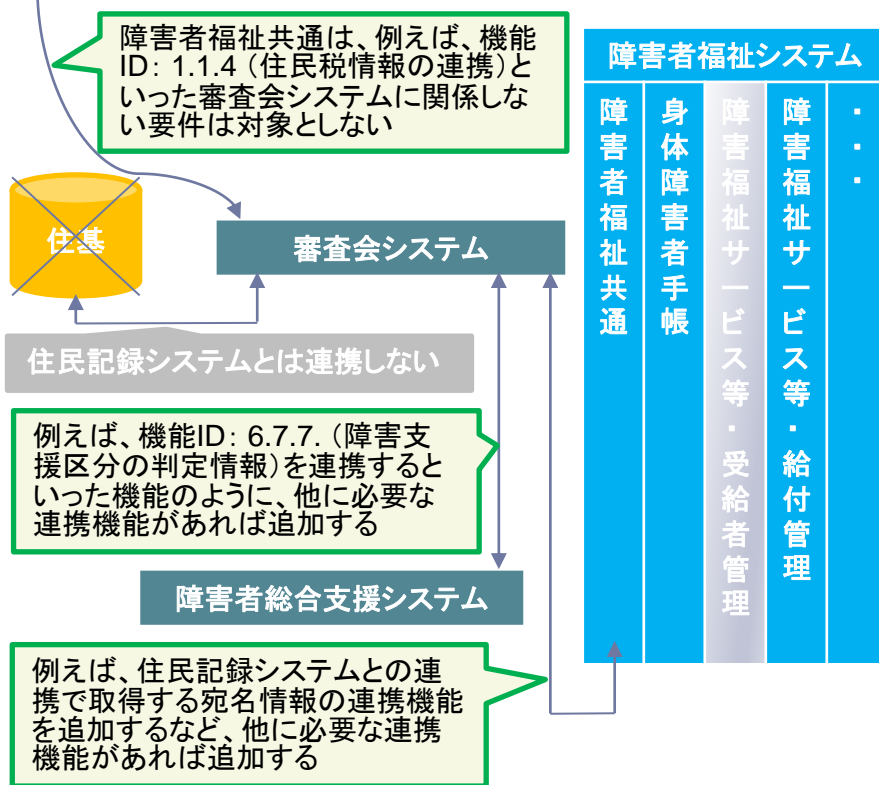 障害者福祉共通は、例えば、機能
ID: 1.1.4 (住民税情報の連携)と
いった審査会システムに関係しな
い要件は対象としない
障害者福祉システム
障害者福祉共通
身体障害者手帳
障害福祉サービス等・受給者管理
障害福祉サービス等・給付管理
・・・
住基
審査会システム
住民記録システムとは連携しない
例えば、機能ID: 6.7.7. (障害支
援区分の判定情報)を連携すると
いった機能のように、他に必要な
連携機能があれば追加する
障害者総合支援システム
例えば、住民記録システムとの連
携で取得する宛名情報の連携機能
を追加するなど、他に必要な連携
機能があれば追加する